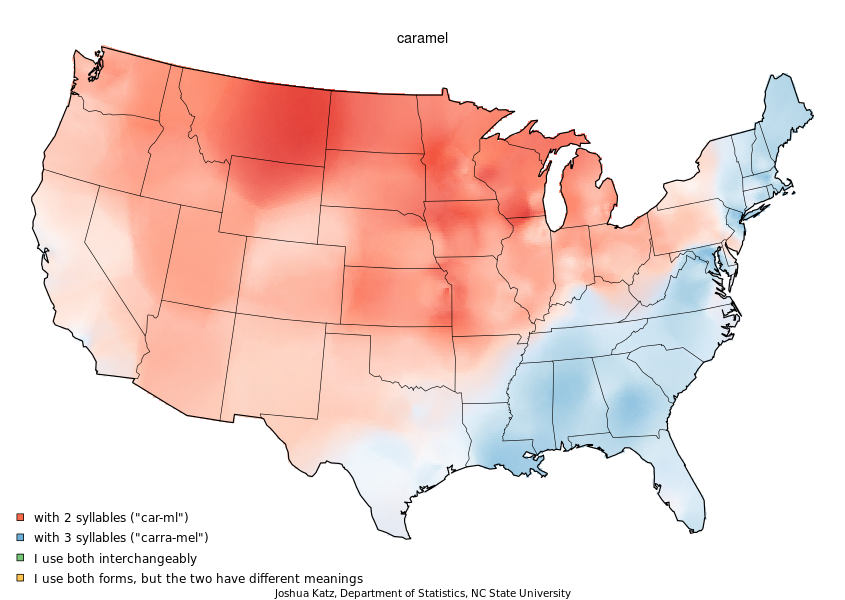 caramel
with 2 syllables ("car-ml")
with 3 syllables ("carra-mel")
I use both interchangeably
I use both forms, but the two have different meanings
Joshua Katz, Department of Statistics, NC State University